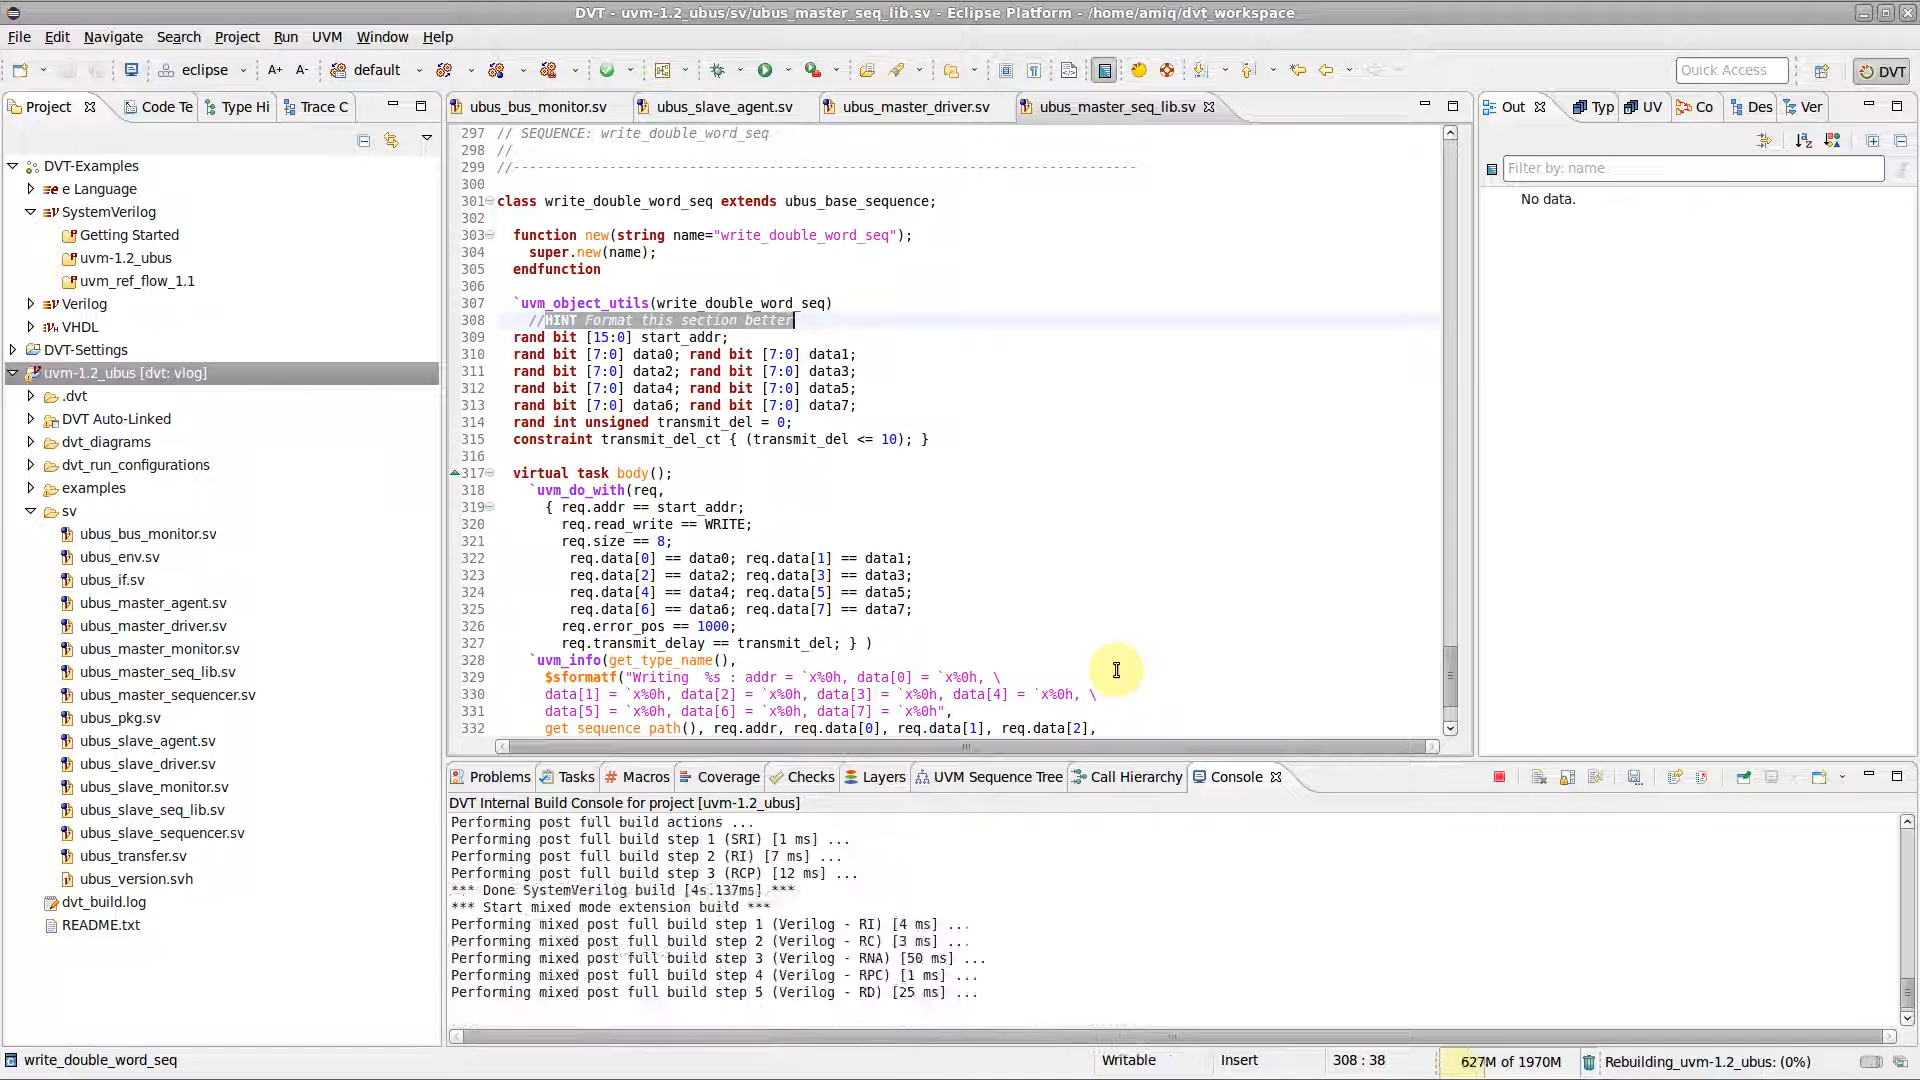 DVT - uvm-1.2_ubus/sv/ubus_master_seq_lib.sv - Eclipse Platform - /home/amiq/dvt_workspace
File Edit Navigate Search Project Run UVM Window Help
eclipse A+ A- default Quick Access DVT
Project Code Te Type Hi Trace C
ubus_bus_monitor.sv ubus_slave_agent.sv ubus_master_driver.sv ubus_master_seq_lib.sv
Out Typ UV Co Des Ver
Filter by: name
No data.
DVT-Examples
e Language
SystemVerilog
Getting Started
uvm-1.2_ubus
uvm_ref_flow_1.1
Verilog
VHDL
DVT-Settings
uvm-1.2_ubus [dvt: vlog]
.dvt
DVT Auto-Linked
dvt_diagrams
dvt_run_configurations
examples
sv
ubus_bus_monitor.sv
ubus_env.sv
ubus_if.sv
ubus_master_agent.sv
ubus_master_driver.sv
ubus_master_monitor.sv
ubus_master_seq_lib.sv
ubus_master_sequencer.sv
ubus_pkg.sv
ubus_slave_agent.sv
ubus_slave_driver.sv
ubus_slave_monitor.sv
ubus_slave_seq_lib.sv
ubus_slave_sequencer.sv
ubus_transfer.sv
ubus_version.svh
dvt_build.log
README.txt
297 // SEQUENCE: write_double_word_seq
298 //
299 //------------------------------------------------------------------------------
300
301 class write_double_word_seq extends ubus_base_sequence;
302
303 function new(string name="write_double_word_seq");
304 super.new(name);
305 endfunction
306
307 `uvm_object_utils(write_double_word_seq)
308 //HINT Format this section better
309 rand bit [15:0] start_addr;
310 rand bit [7:0] data0; rand bit [7:0] data1;
311 rand bit [7:0] data2; rand bit [7:0] data3;
312 rand bit [7:0] data4; rand bit [7:0] data5;
313 rand bit [7:0] data6; rand bit [7:0] data7;
314 rand int unsigned transmit_del = 0;
315 constraint transmit_del_ct { (transmit_del <= 10); }
316
317 virtual task body();
318 `uvm_do_with(req,
319 { req.addr == start_addr;
320 req.read_write == WRITE;
321 req.size == 8;
322 req.data[0] == data0; req.data[1] == data1;
323 req.data[2] == data2; req.data[3] == data3;
324 req.data[4] == data4; req.data[5] == data5;
325 req.data[6] == data6; req.data[7] == data7;
326 req.error_pos == 1000;
327 req.transmit_delay == transmit_del; } )
328 `uvm_info(get_type_name(),
329 $sformatf("Writing  %s : addr = `x%0h, data[0] = `x%0h, \
330 data[1] = `x%0h, data[2] = `x%0h, data[3] = `x%0h, data[4] = `x%0h, \
331 data[5] = `x%0h, data[6] = `x%0h, data[7] = `x%0h",
332 get_sequence_path(), req.addr, req.data[0], req.data[1], req.data[2],
Problems Tasks # Macros Coverage Checks Layers UVM Sequence Tree Call Hierarchy Console
DVT Internal Build Console for project [uvm-1.2_ubus]
Performing post full build actions ...
Performing post full build step 1 (SRI) [1 ms] ...
Performing post full build step 2 (RI) [7 ms] ...
Performing post full build step 3 (RCP) [12 ms] ...
*** Done SystemVerilog build [4s.137ms] ***
*** Start mixed mode extension build ***
Performing mixed post full build step 1 (Verilog - RI) [4 ms] ...
Performing mixed post full build step 2 (Verilog - RC) [3 ms] ...
Performing mixed post full build step 3 (Verilog - RNA) [50 ms] ...
Performing mixed post full build step 4 (Verilog - RPC) [1 ms] ...
Performing mixed post full build step 5 (Verilog - RD) [25 ms] ...
write_double_word_seq Writable Insert 308 : 38 627M of 1970M Rebuilding_uvm-1.2_ubus: (0%)